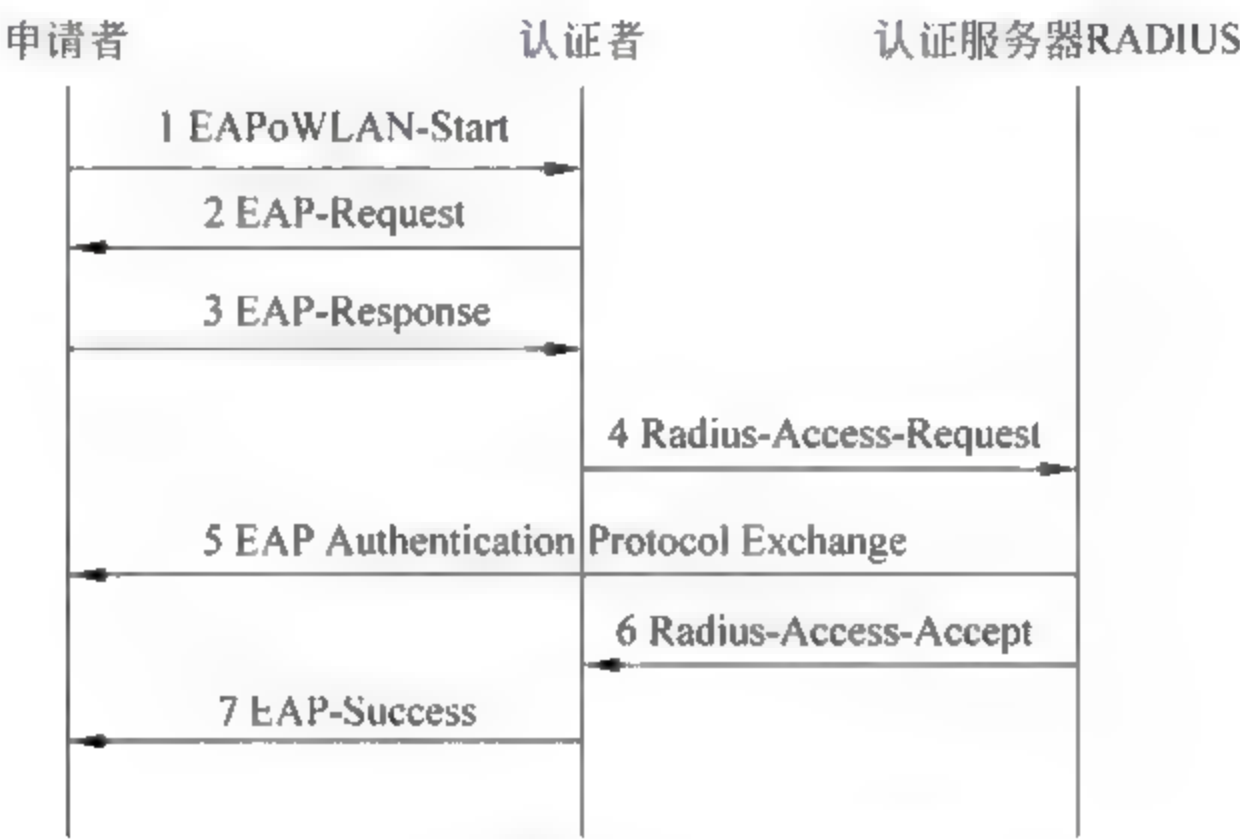 申请者 认证者 认证服务器RADIUS
1 EAPoWLAN-Start
2 EAP-Request
3 EAP-Response
4 Radius-Access-Request
5 EAP Authentication Protocol Exchange
6 Radius-Access-Accept
7 EAP-Success